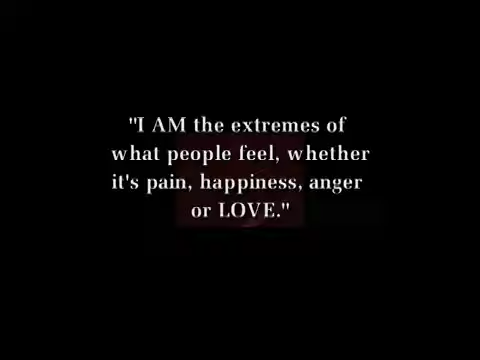 "I AM the extremes of
what people feel, whether
it's pain, happiness, anger
or LOVE."